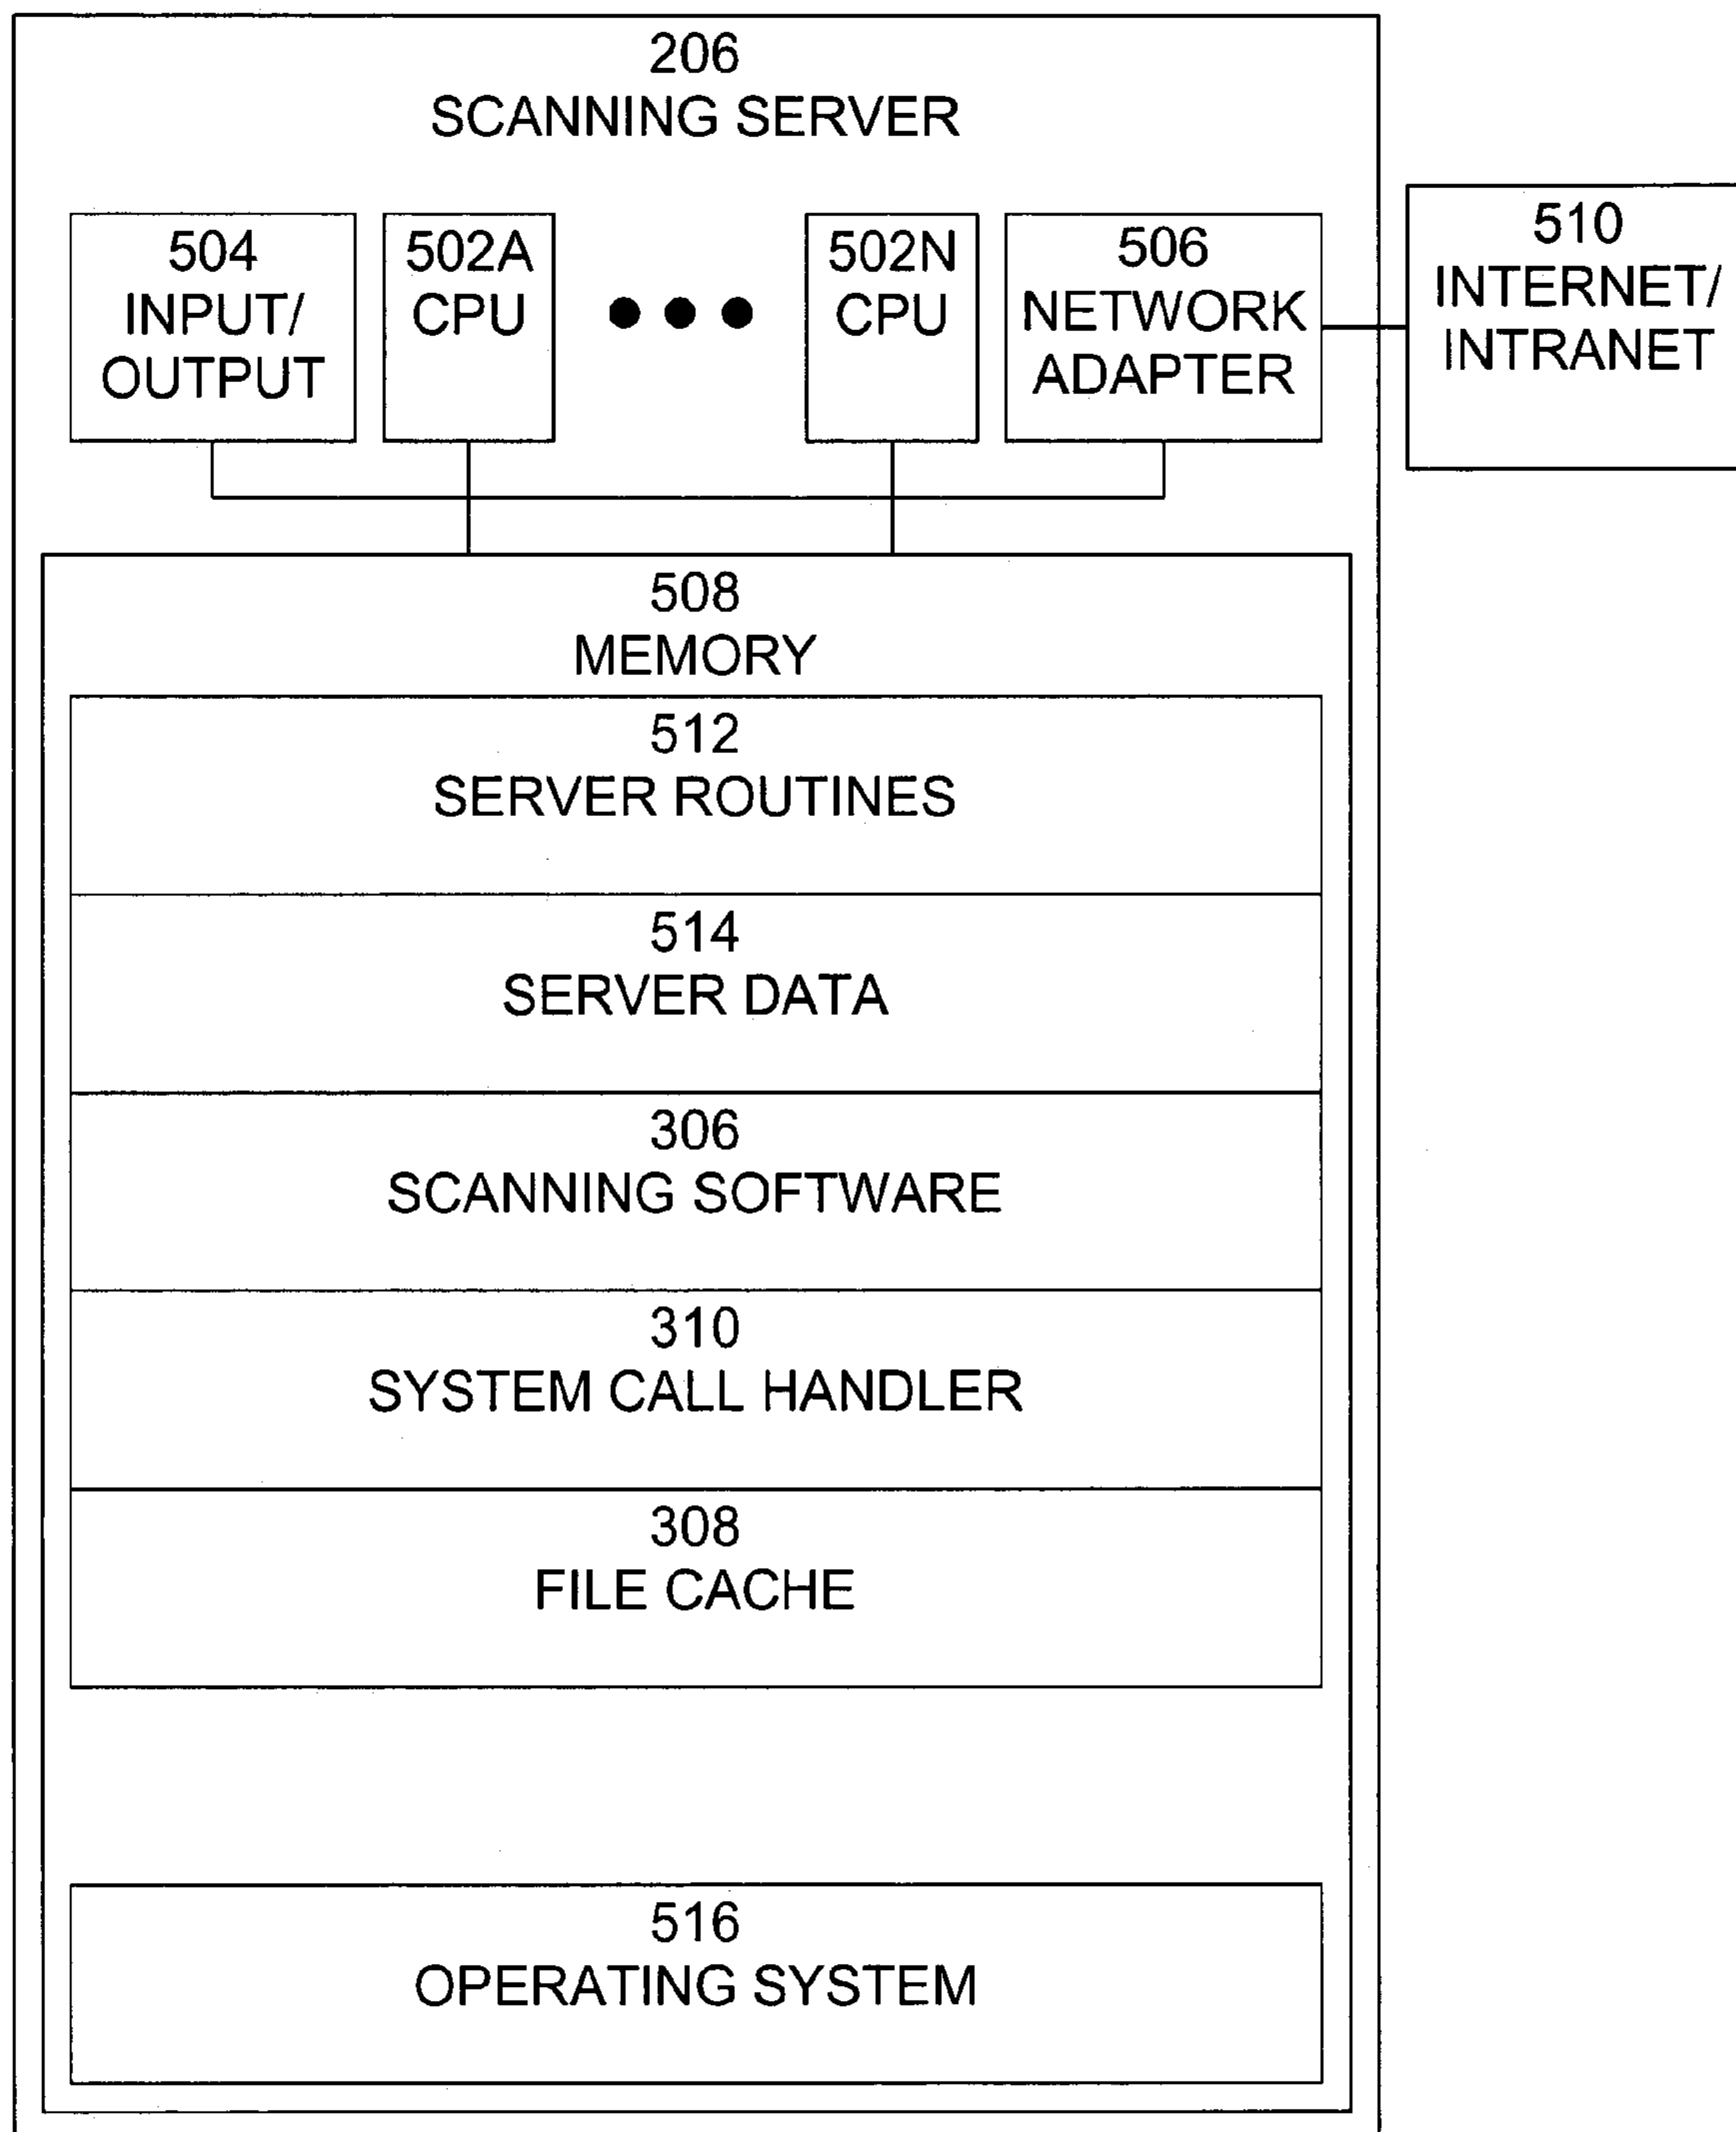 206
SCANNING SERVER
504
INPUT/
OUTPUT
502A
CPU
502N
CPU
506
NETWORK
ADAPTER
510
INTERNET/
INTRANET
508
MEMORY
512
SERVER ROUTINES
514
SERVER DATA
306
SCANNING SOFTWARE
310
SYSTEM CALL HANDLER
308
FILE CACHE
516
OPERATING SYSTEM